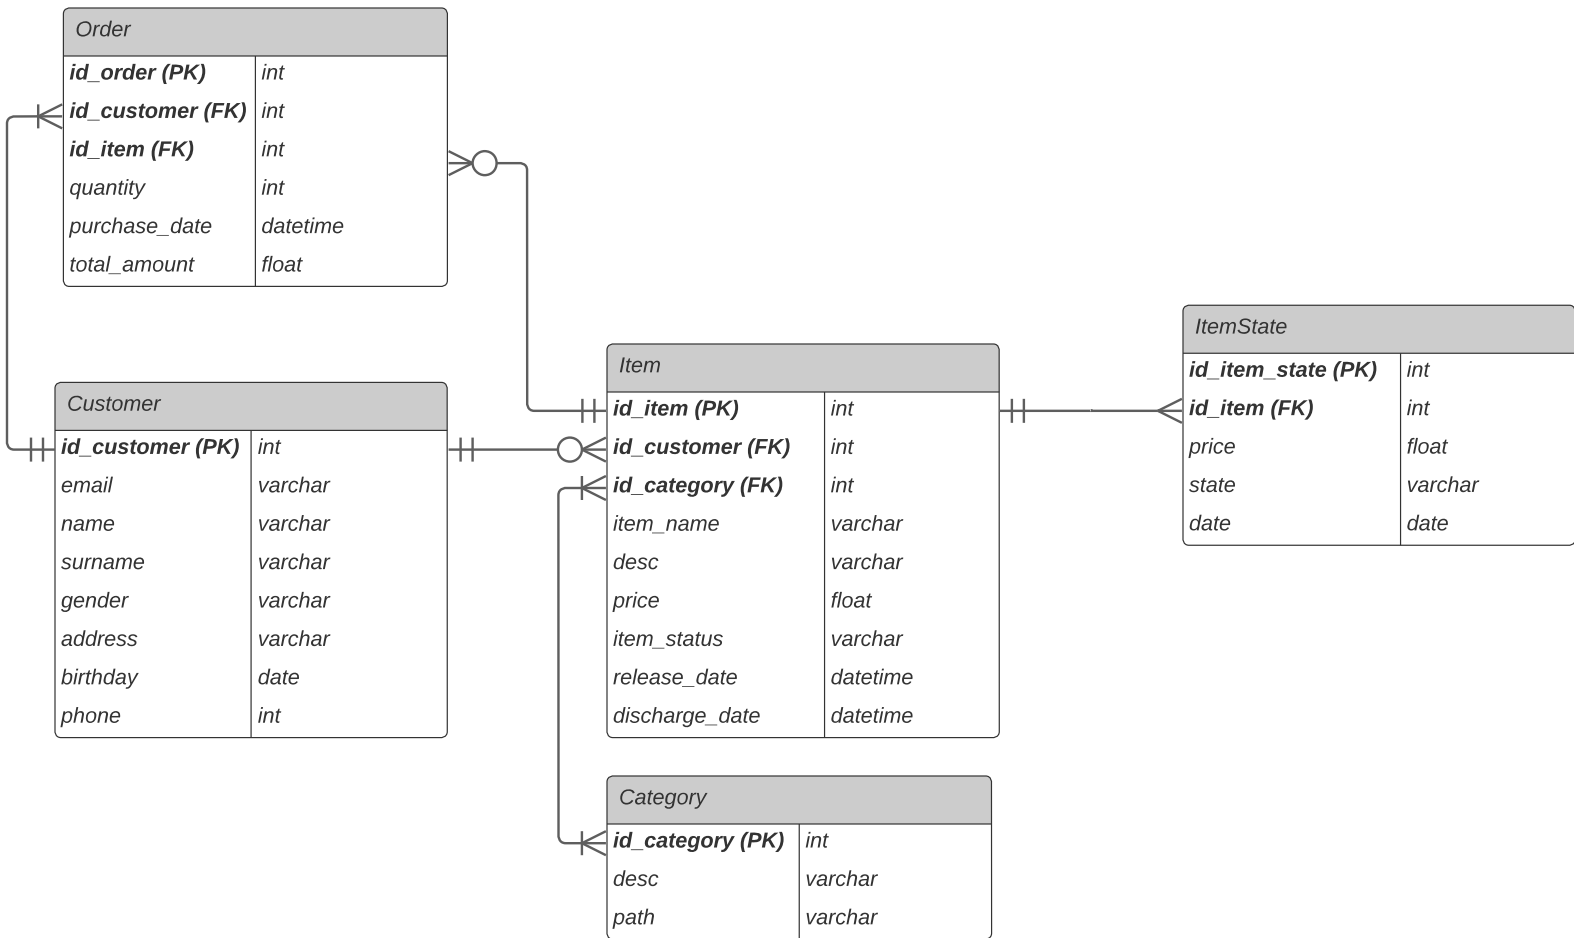 Order
id_order (PK) int
id_customer (FK) int
id_item (FK) int
quantity int
purchase_date datetime
total_amount float
Customer
id_customer (PK) int
email varchar
name varchar
surname varchar
gender varchar
address varchar
birthday date
phone int
Item
id_item (PK) int
id_customer (FK) int
id_category (FK) int
item_name varchar
desc varchar
price float
item_status varchar
release_date datetime
discharge_date datetime
ItemState
id_item_state (PK) int
id_item (FK) int
price float
state varchar
date date
Category
id_category (PK) int
desc varchar
path varchar